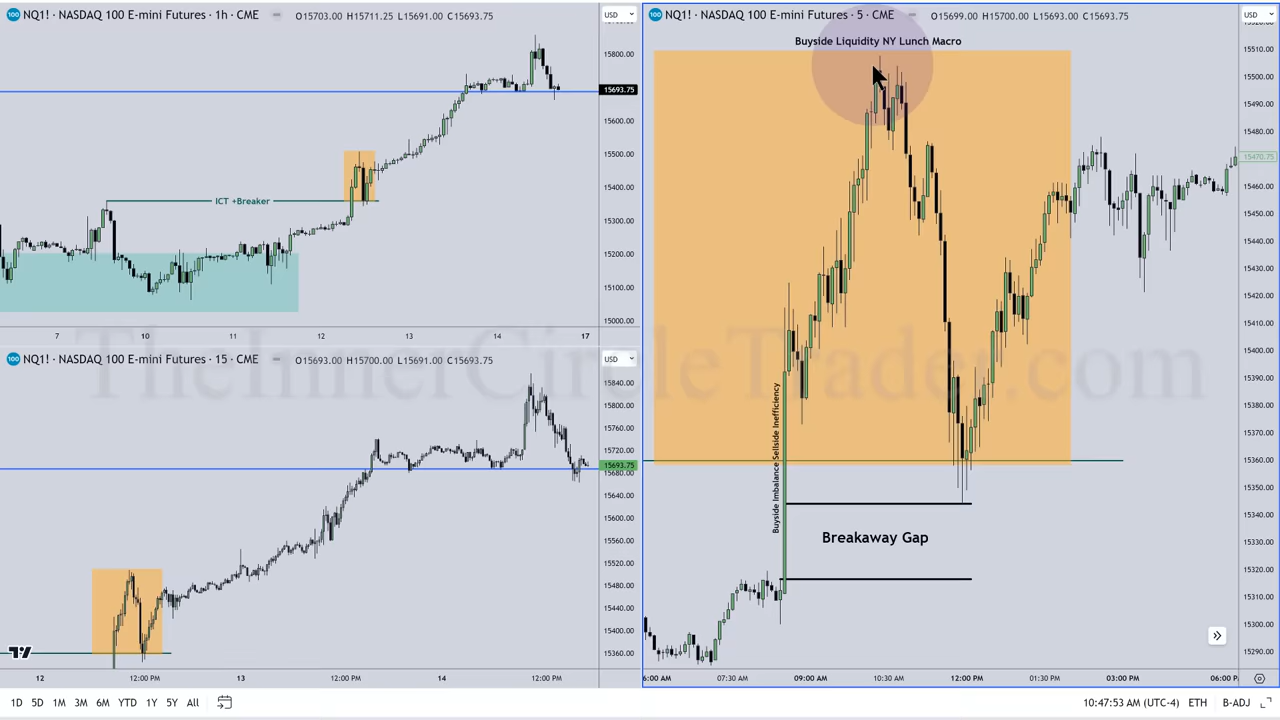 NQ1! · NASDAQ 100 E-mini Futures · 1h · CME
O15703.00 H15711.25 L15691.00 C15693.75
USD
15800.00
15693.75
15500.00
15400.00
15300.00
15200.00
15100.00
15000.00
ICT +Breaker
7 10 11 12 13 14 17
NQ1! · NASDAQ 100 E-mini Futures · 15 · CME
O15693.00 H15700.00 L15691.00 C15693.75
USD
15840.00
15800.00
15760.00
15720.00
15693.75
15680.00
15640.00
15600.00
15560.00
15520.00
15480.00
15440.00
15400.00
15360.00
12 12:00 PM 13 12:00 PM 14 12:00 PM
NQ1! · NASDAQ 100 E-mini Futures · 5 · CME
O15699.00 H15700.00 L15693.00 C15693.75
USD
Buyside Liquidity NY Lunch Macro
15510.00
15500.00
15490.00
15480.00
15470.75
15460.00
15450.00
15440.00
15430.00
15420.00
15410.00
15400.00
15390.00
15380.00
15370.00
15360.00
15350.00
15340.00
15330.00
15320.00
15310.00
15300.00
15290.00
Buyside Imbalance Sellside Inefficiency
Breakaway Gap
6:00 AM 07:30 AM 09:00 AM 10:30 AM 12:00 PM 01:30 PM 03:00 PM 06:00 P
TheInnerCircleTrader.com
1D 5D 1M 3M 6M YTD 1Y 5Y All
10:47:53 AM (UTC-4) ETH B-ADJ